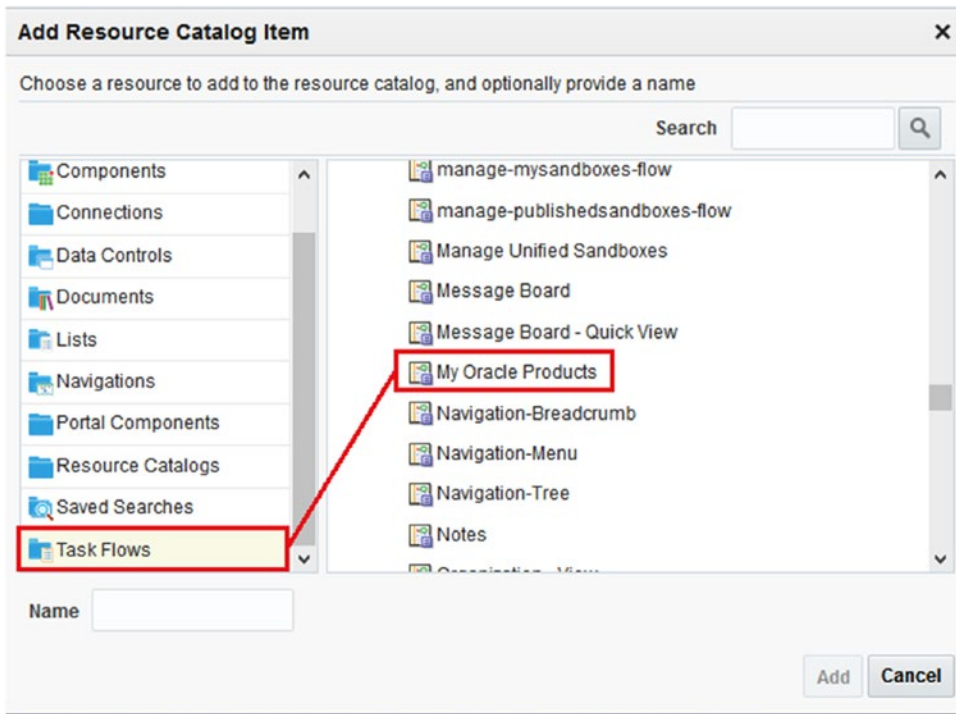 Add Resource Catalog Item
Choose a resource to add to the resource catalog, and optionally provide a name
Search
Components
Connections
Data Controls
Documents
Lists
Navigations
Portal Components
Resource Catalogs
Saved Searches
Task Flows
manage-mysandboxes-flow
manage-publishedsandboxes-flow
Manage Unified Sandboxes
Message Board
Message Board - Quick View
My Oracle Products
Navigation-Breadcrumb
Navigation-Menu
Navigation-Tree
Notes
Name
Add
Cancel